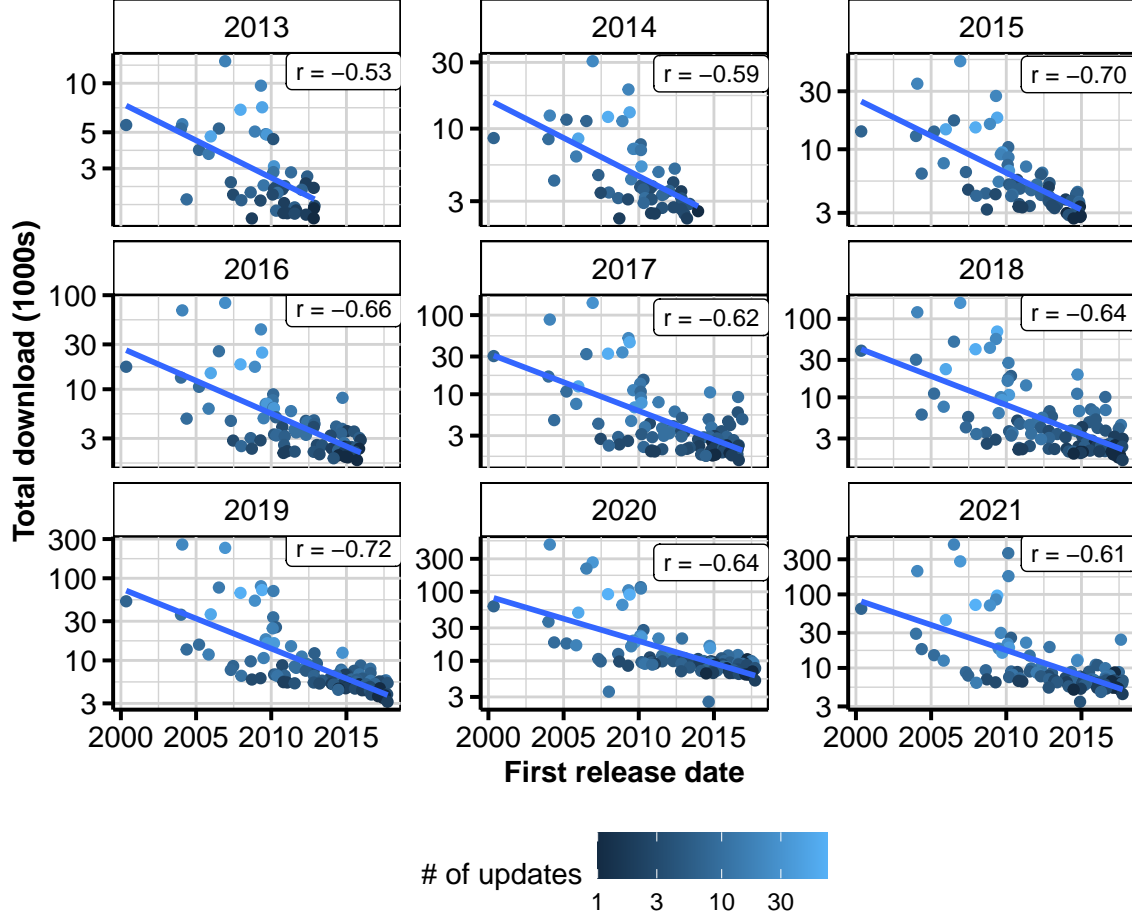 2013
2014
2015
r = −0.53
r = −0.59
r = −0.70
10
5
3
30
10
3
30
10
3
2016
2017
2018
r = −0.66
r = −0.62
r = −0.64
100
30
10
3
100
30
10
3
100
30
10
3
2019
2020
2021
r = −0.72
r = −0.64
r = −0.61
300
100
30
10
3
300
100
30
10
3
300
100
30
10
3
2000 2005 2010 2015
2000 2005 2010 2015
2000 2005 2010 2015
Total download (1000s)
First release date
# of updates
1 3 10 30